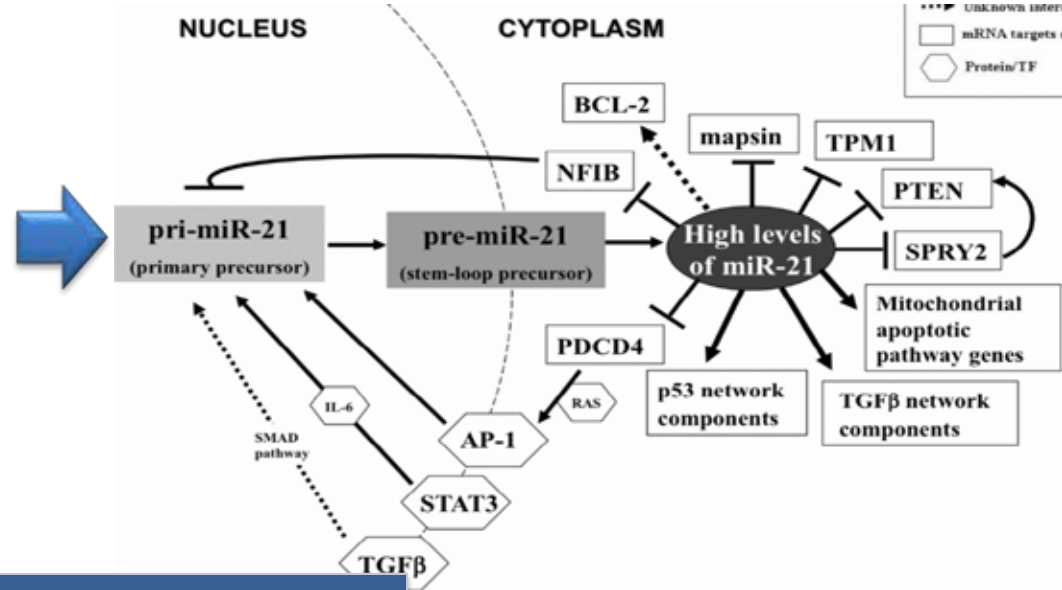 NUCLEUS
CYTOPLASM
Unknown
mRNA targets
Protein/TF
BCL-2
mapsin
TPM1
NFIB
PTEN
pri-miR-21
(primary precursor)
pre-miR-21
(stem-loop precursor)
High levels
of miR-21
SPRY2
Mitochondrial
apoptotic
pathway genes
PDCD4
p53 network
components
TGFβ network
components
RAS
IL-6
AP-1
SMAD
pathway
STAT3
TGFβ